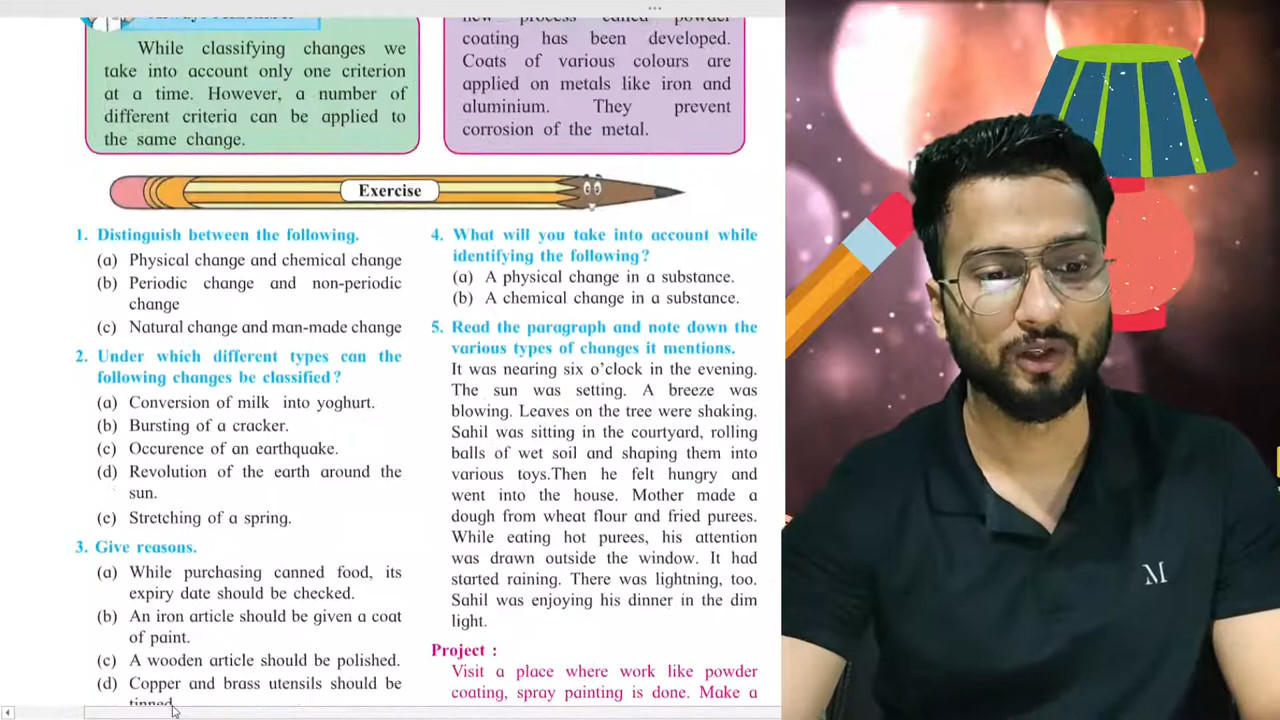 While classifying changes we
take into account only one criterion
at a time. However, a number of
different criteria can be applied to
the same change.
new process called powder
coating has been developed.
Coats of various colours are
applied on metals like iron and
aluminium. They prevent
corrosion of the metal.
Exercise
1. Distinguish between the following.
(a) Physical change and chemical change
(b) Periodic change and non-periodic
change
(c) Natural change and man-made change
2. Under which different types can the
following changes be classified?
(a) Conversion of milk into yoghurt.
(b) Bursting of a cracker.
(c) Occurence of an earthquake.
(d) Revolution of the earth around the
sun.
(e) Stretching of a spring.
3. Give reasons.
(a) While purchasing canned food, its
expiry date should be checked.
(b) An iron article should be given a coat
of paint.
(c) A wooden article should be polished.
(d) Copper and brass utensils should be
tinned.
4. What will you take into account while
identifying the following?
(a) A physical change in a substance.
(b) A chemical change in a substance.
5. Read the paragraph and note down the
various types of changes it mentions.
It was nearing six o'clock in the evening.
The sun was setting. A breeze was
blowing. Leaves on the tree were shaking.
Sahil was sitting in the courtyard, rolling
balls of wet soil and shaping them into
various toys.Then he felt hungry and
went into the house. Mother made a
dough from wheat flour and fried purees.
While eating hot purees, his attention
was drawn outside the window. It had
started raining. There was lightning, too.
Sahil was enjoying his dinner in the dim
light.
Project :
Visit a place where work like powder
coating, spray painting is done. Make a
M